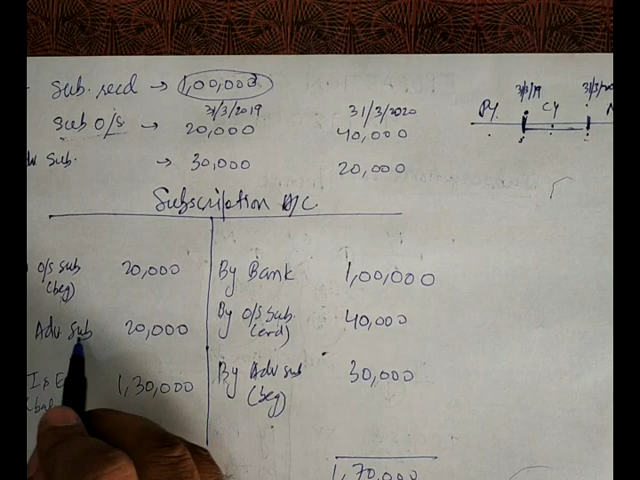 Sub. recd → 1,00,000
31/3/2019 31/3/2020
Sub O/S. → 20,000 40,000
Sub. → 30,000 20,000
31/3/19 31/3/20
PY. CY
Subscription A/C.
O/S Sub (beg) 20,000 By Bank 1,00,000
Adv Sub 20,000 By O/S Sub. (end) 40,000
I & E 1,30,000 By Adv sub (beg) 30,000
1,70,000